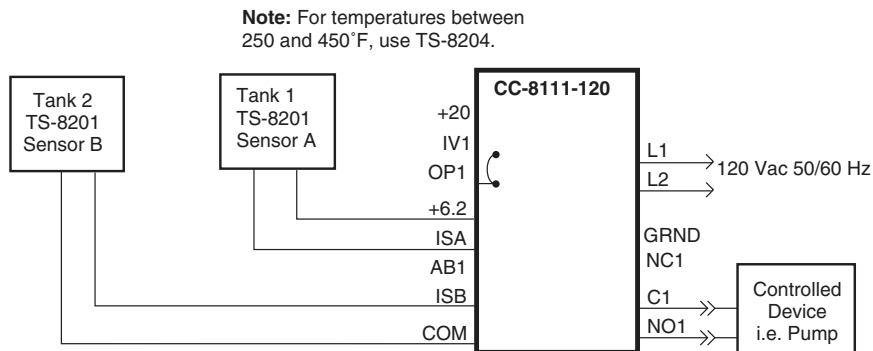 Note: For temperatures between
250 and 450˚F, use TS-8204.
Tank 2
TS-8201
Sensor B
Tank 1
TS-8201
Sensor A
CC-8111-120
+20
IV1
OP1
+6.2
ISA
AB1
ISB
COM
L1
L2
120 Vac 50/60 Hz
GRND
NC1
C1
NO1
Controlled
Device
i.e. Pump